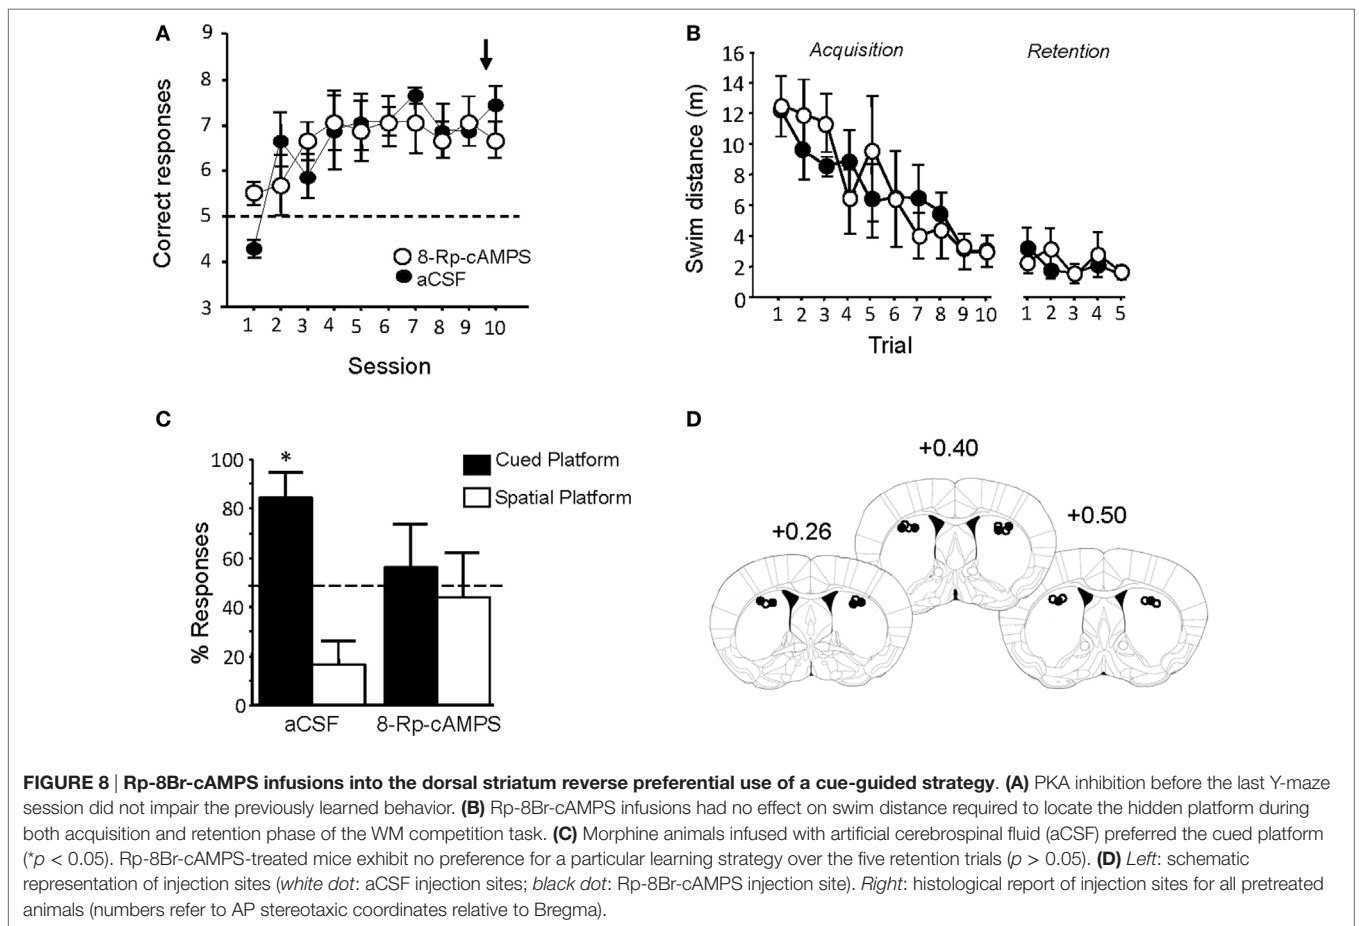 A
9
8
7
6
5
4
3
Correct responses
8-Rp-cAMPS
aCSF
1 2 3 4 5 6 7 8 9 10
Session
B
16
14
12
10
8
6
4
2
0
Swim distance (m)
Acquisition
Retention
1 2 3 4 5 6 7 8 9 10
1 2 3 4 5
Trial
C
100
80
60
40
20
0
% Responses
*
Cued Platform
Spatial Platform
aCSF 8-Rp-cAMPS
D
+0.40
+0.26
+0.50
FIGURE 8 | Rp-8Br-cAMPS infusions into the dorsal striatum reverse preferential use of a cue-guided strategy. (A) PKA inhibition before the last Y-maze
session did not impair the previously learned behavior. (B) Rp-8Br-cAMPS infusions had no effect on swim distance required to locate the hidden platform during
both acquisition and retention phase of the WM competition task. (C) Morphine animals infused with artificial cerebrospinal fluid (aCSF) preferred the cued platform
(*p < 0.05). Rp-8Br-cAMPS-treated mice exhibit no preference for a particular learning strategy over the five retention trials (p > 0.05). (D) Left: schematic
representation of injection sites (white dot: aCSF injection sites; black dot: Rp-8Br-cAMPS injection site). Right: histological report of injection sites for all pretreated
animals (numbers refer to AP stereotaxic coordinates relative to Bregma).